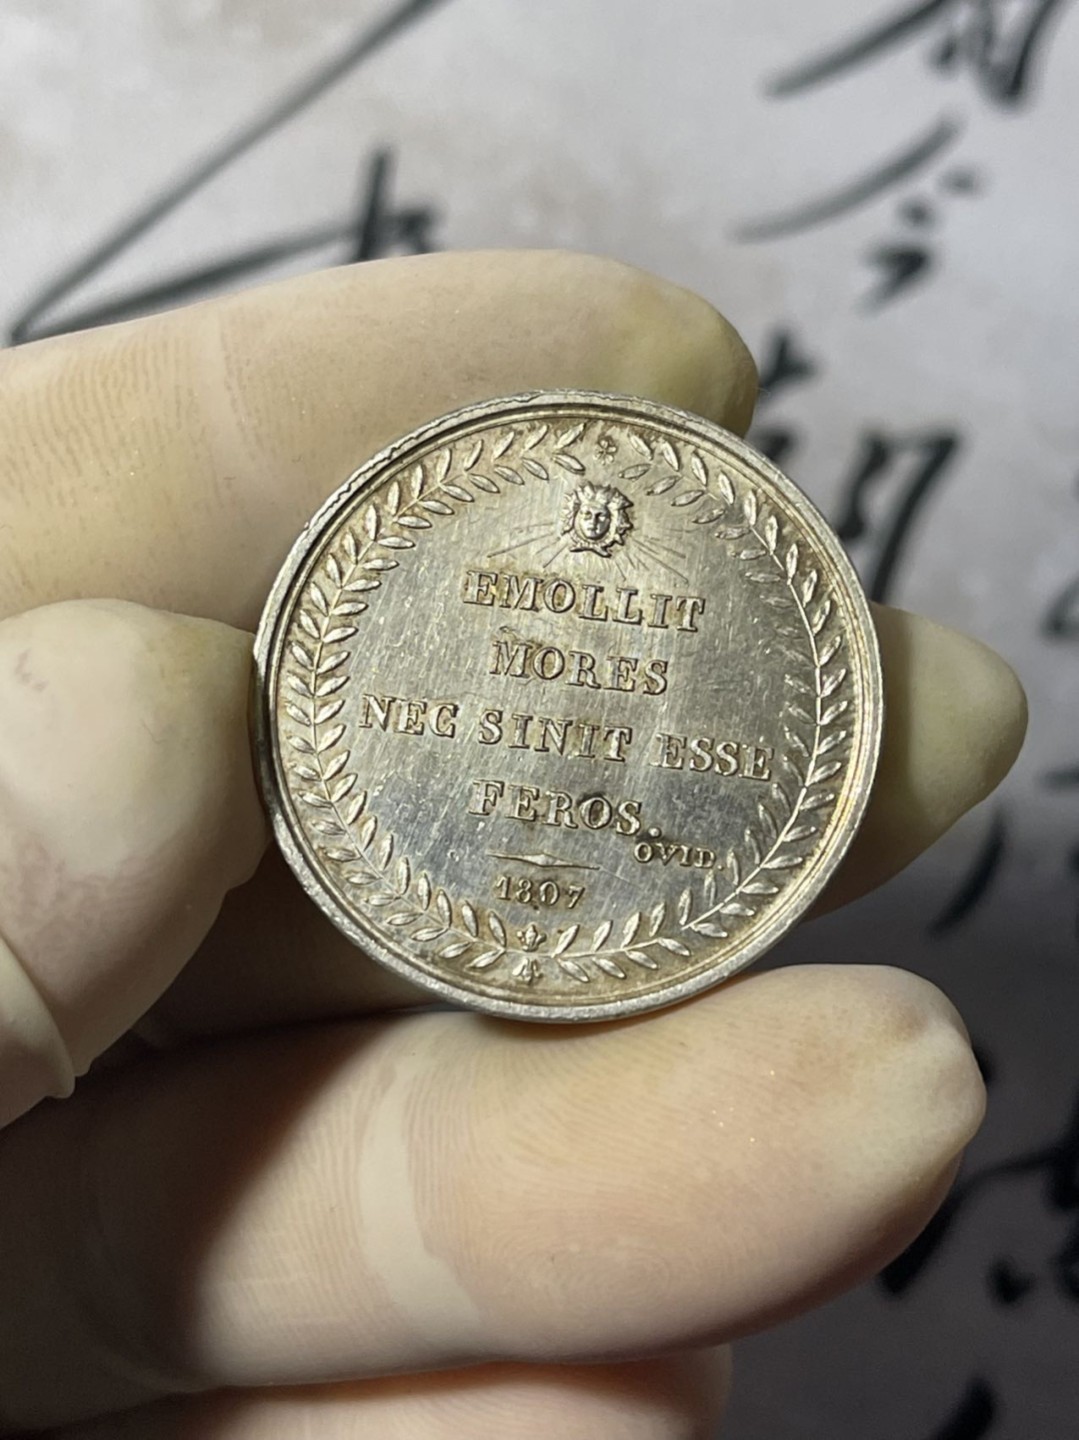 EMOLLIT
MORES
NEC SINIT ESSE
FEROS.
OVID.
1807